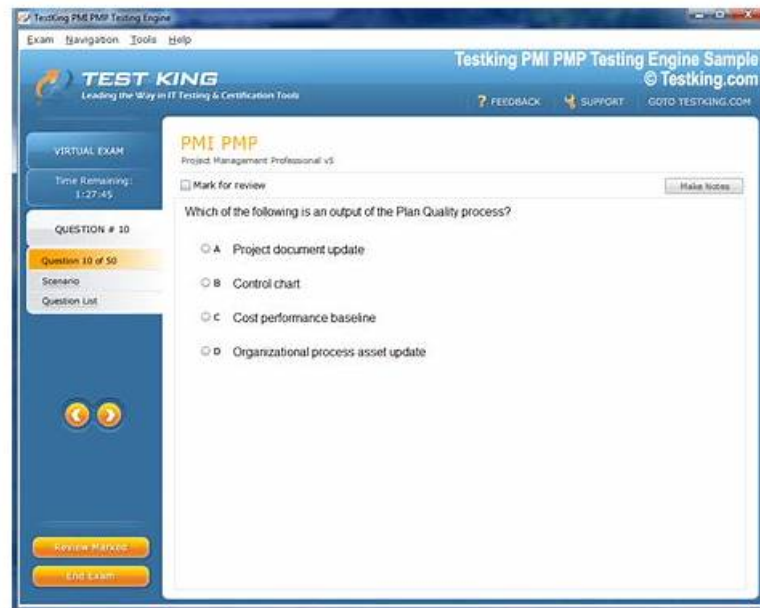 TestKing PMI PMP Testing Engine
Exam Navigation Tools Help
Testking PMI PMP Testing Engine Sample
© Testking.com
TEST KING
Leading the Way in IT Testing & Certification Tools
? FEEDBACK SUPPORT GOTO TESTKING.COM
VIRTUAL EXAM
Time Remaining:
1:27:45
QUESTION # 10
Question 10 of 50
Scenario
Question List
Review Marked
End Exam
PMI PMP
Project Management Professional v5
Mark for review
Make Notes
Which of the following is an output of the Plan Quality process?
A Project document update
B Control chart
C Cost performance baseline
D Organizational process asset update